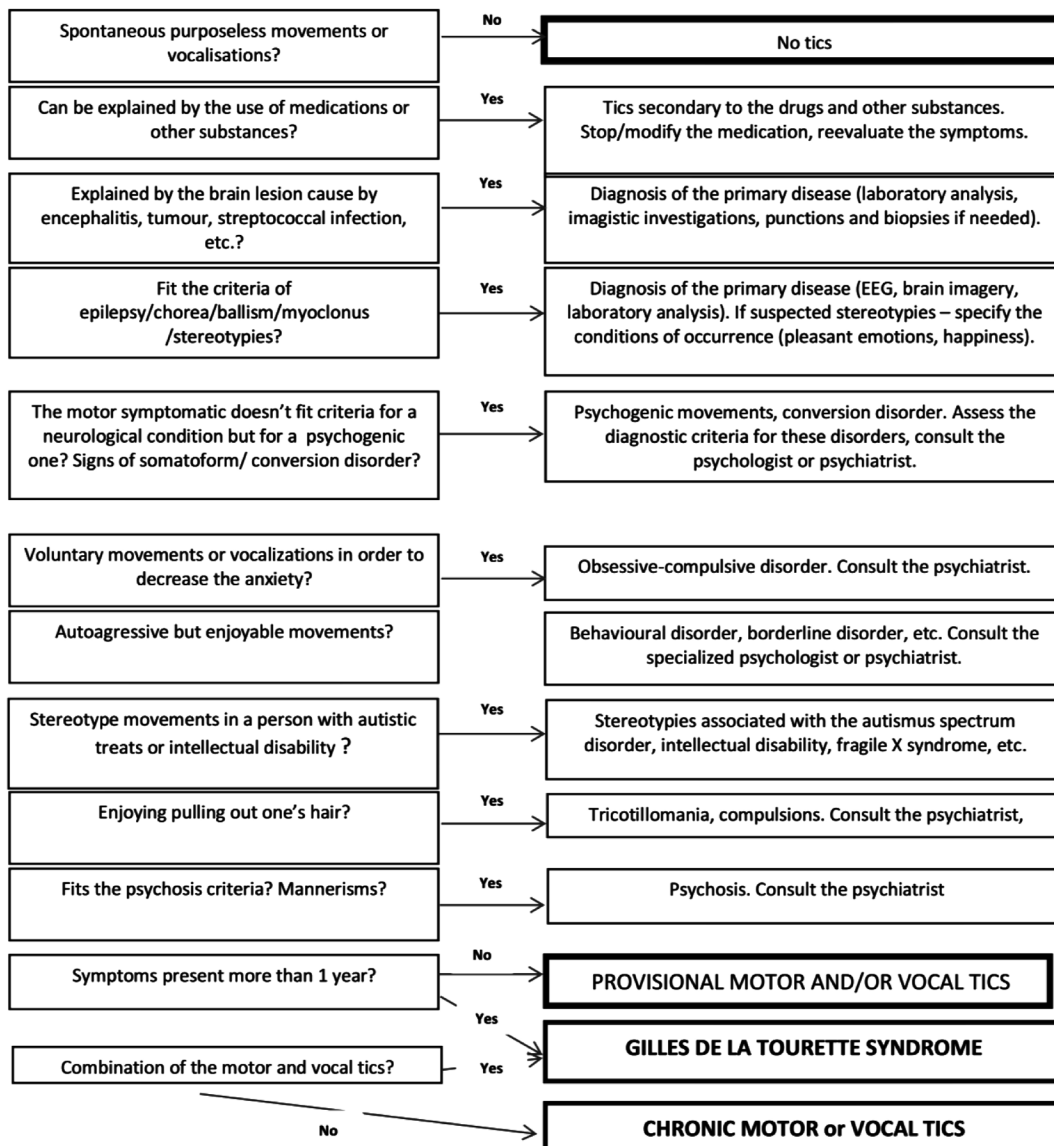 Spontaneous purposeless movements or
vocalisations?
No
No tics
Can be explained by the use of medications or
other substances?
Yes
Tics secondary to the drugs and other substances.
Stop/modify the medication, reevaluate the symptoms.
Explained by the brain lesion cause by
encephalitis, tumour, streptococcal infection,
etc.?
Yes
Diagnosis of the primary disease (laboratory analysis,
imagistic investigations, punctions and biopsies if needed).
Fit the criteria of
epilepsy/chorea/ballism/myoclonus
/stereotypies?
Yes
Diagnosis of the primary disease (EEG, brain imagery,
laboratory analysis). If suspected stereotypies – specify the
conditions of occurrence (pleasant emotions, happiness).
The motor symptomatic doesn’t fit criteria for a
neurological condition but for a psychogenic
one? Signs of somatoform/ conversion disorder?
Yes
Psychogenic movements, conversion disorder. Assess the
diagnostic criteria for these disorders, consult the
psychologist or psychiatrist.
Voluntary movements or vocalizations in order to
decrease the anxiety?
Yes
Obsessive-compulsive disorder. Consult the psychiatrist.
Autoagressive but enjoyable movements?
Behavioural disorder, borderline disorder, etc. Consult the
specialized psychologist or psychiatrist.
Stereotype movements in a person with autistic
treats or intellectual disability ?
Yes
Stereotypies associated with the autismus spectrum
disorder, intellectual disability, fragile X syndrome, etc.
Enjoying pulling out one’s hair?
Yes
Tricotillomania, compulsions. Consult the psychiatrist,
Fits the psychosis criteria? Mannerisms?
Yes
Psychosis. Consult the psychiatrist
Symptoms present more than 1 year?
No
PROVISIONAL MOTOR AND/OR VOCAL TICS
Yes
GILLES DE LA TOURETTE SYNDROME
Combination of the motor and vocal tics?
Yes
No
CHRONIC MOTOR or VOCAL TICS